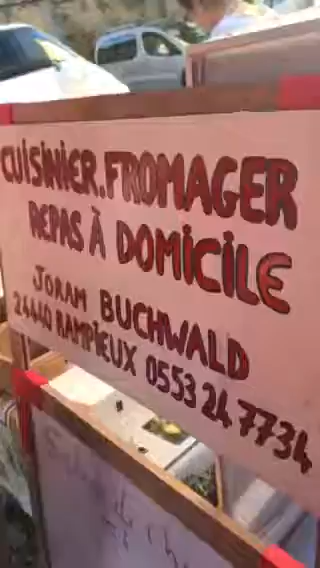 CUISINIER.FROMAGER
REPAS À DOMICILE
JORAM BUCHWALD
24440 RAMPIEUX 0553 24 7734